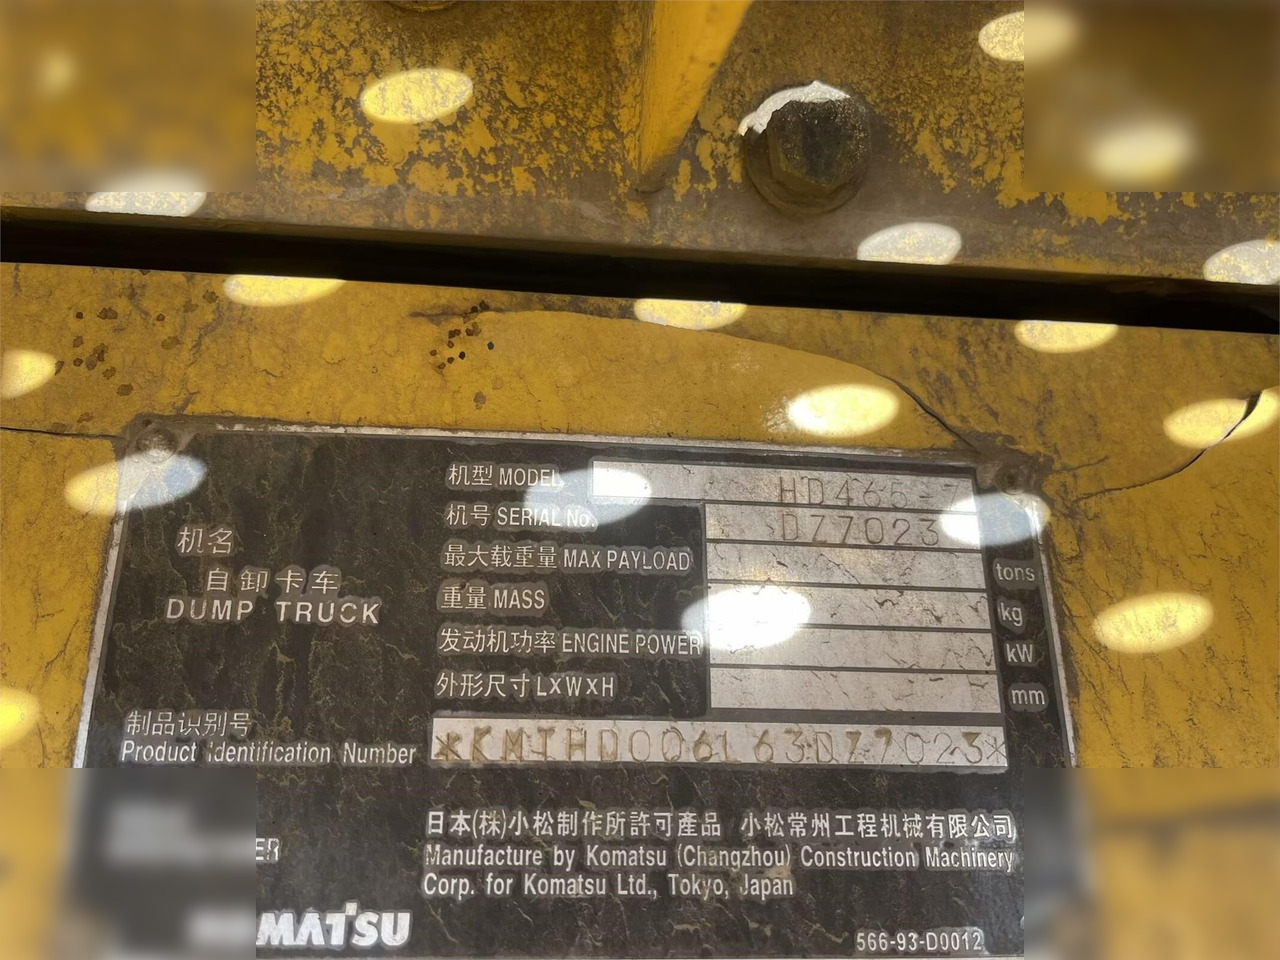 机型 MODEL HD465-7
机号 SERIAL No. DZ7023
机名
自卸卡车
DUMP TRUCK
最大载重量 MAX PAYLOAD tons
重量 MASS kg
发动机功率 ENGINE POWER kW
外形尺寸 L×W×H mm
制品识别号
Product Identification Number *KMTHD006L63DZ7023*
日本(株)小松制作所許可產品 小松常州工程机械有限公司
Manufacture by Komatsu (Changzhou) Construction Machinery
Corp. for Komatsu Ltd., Tokyo, Japan
ER
MATSU
566-93-D0012